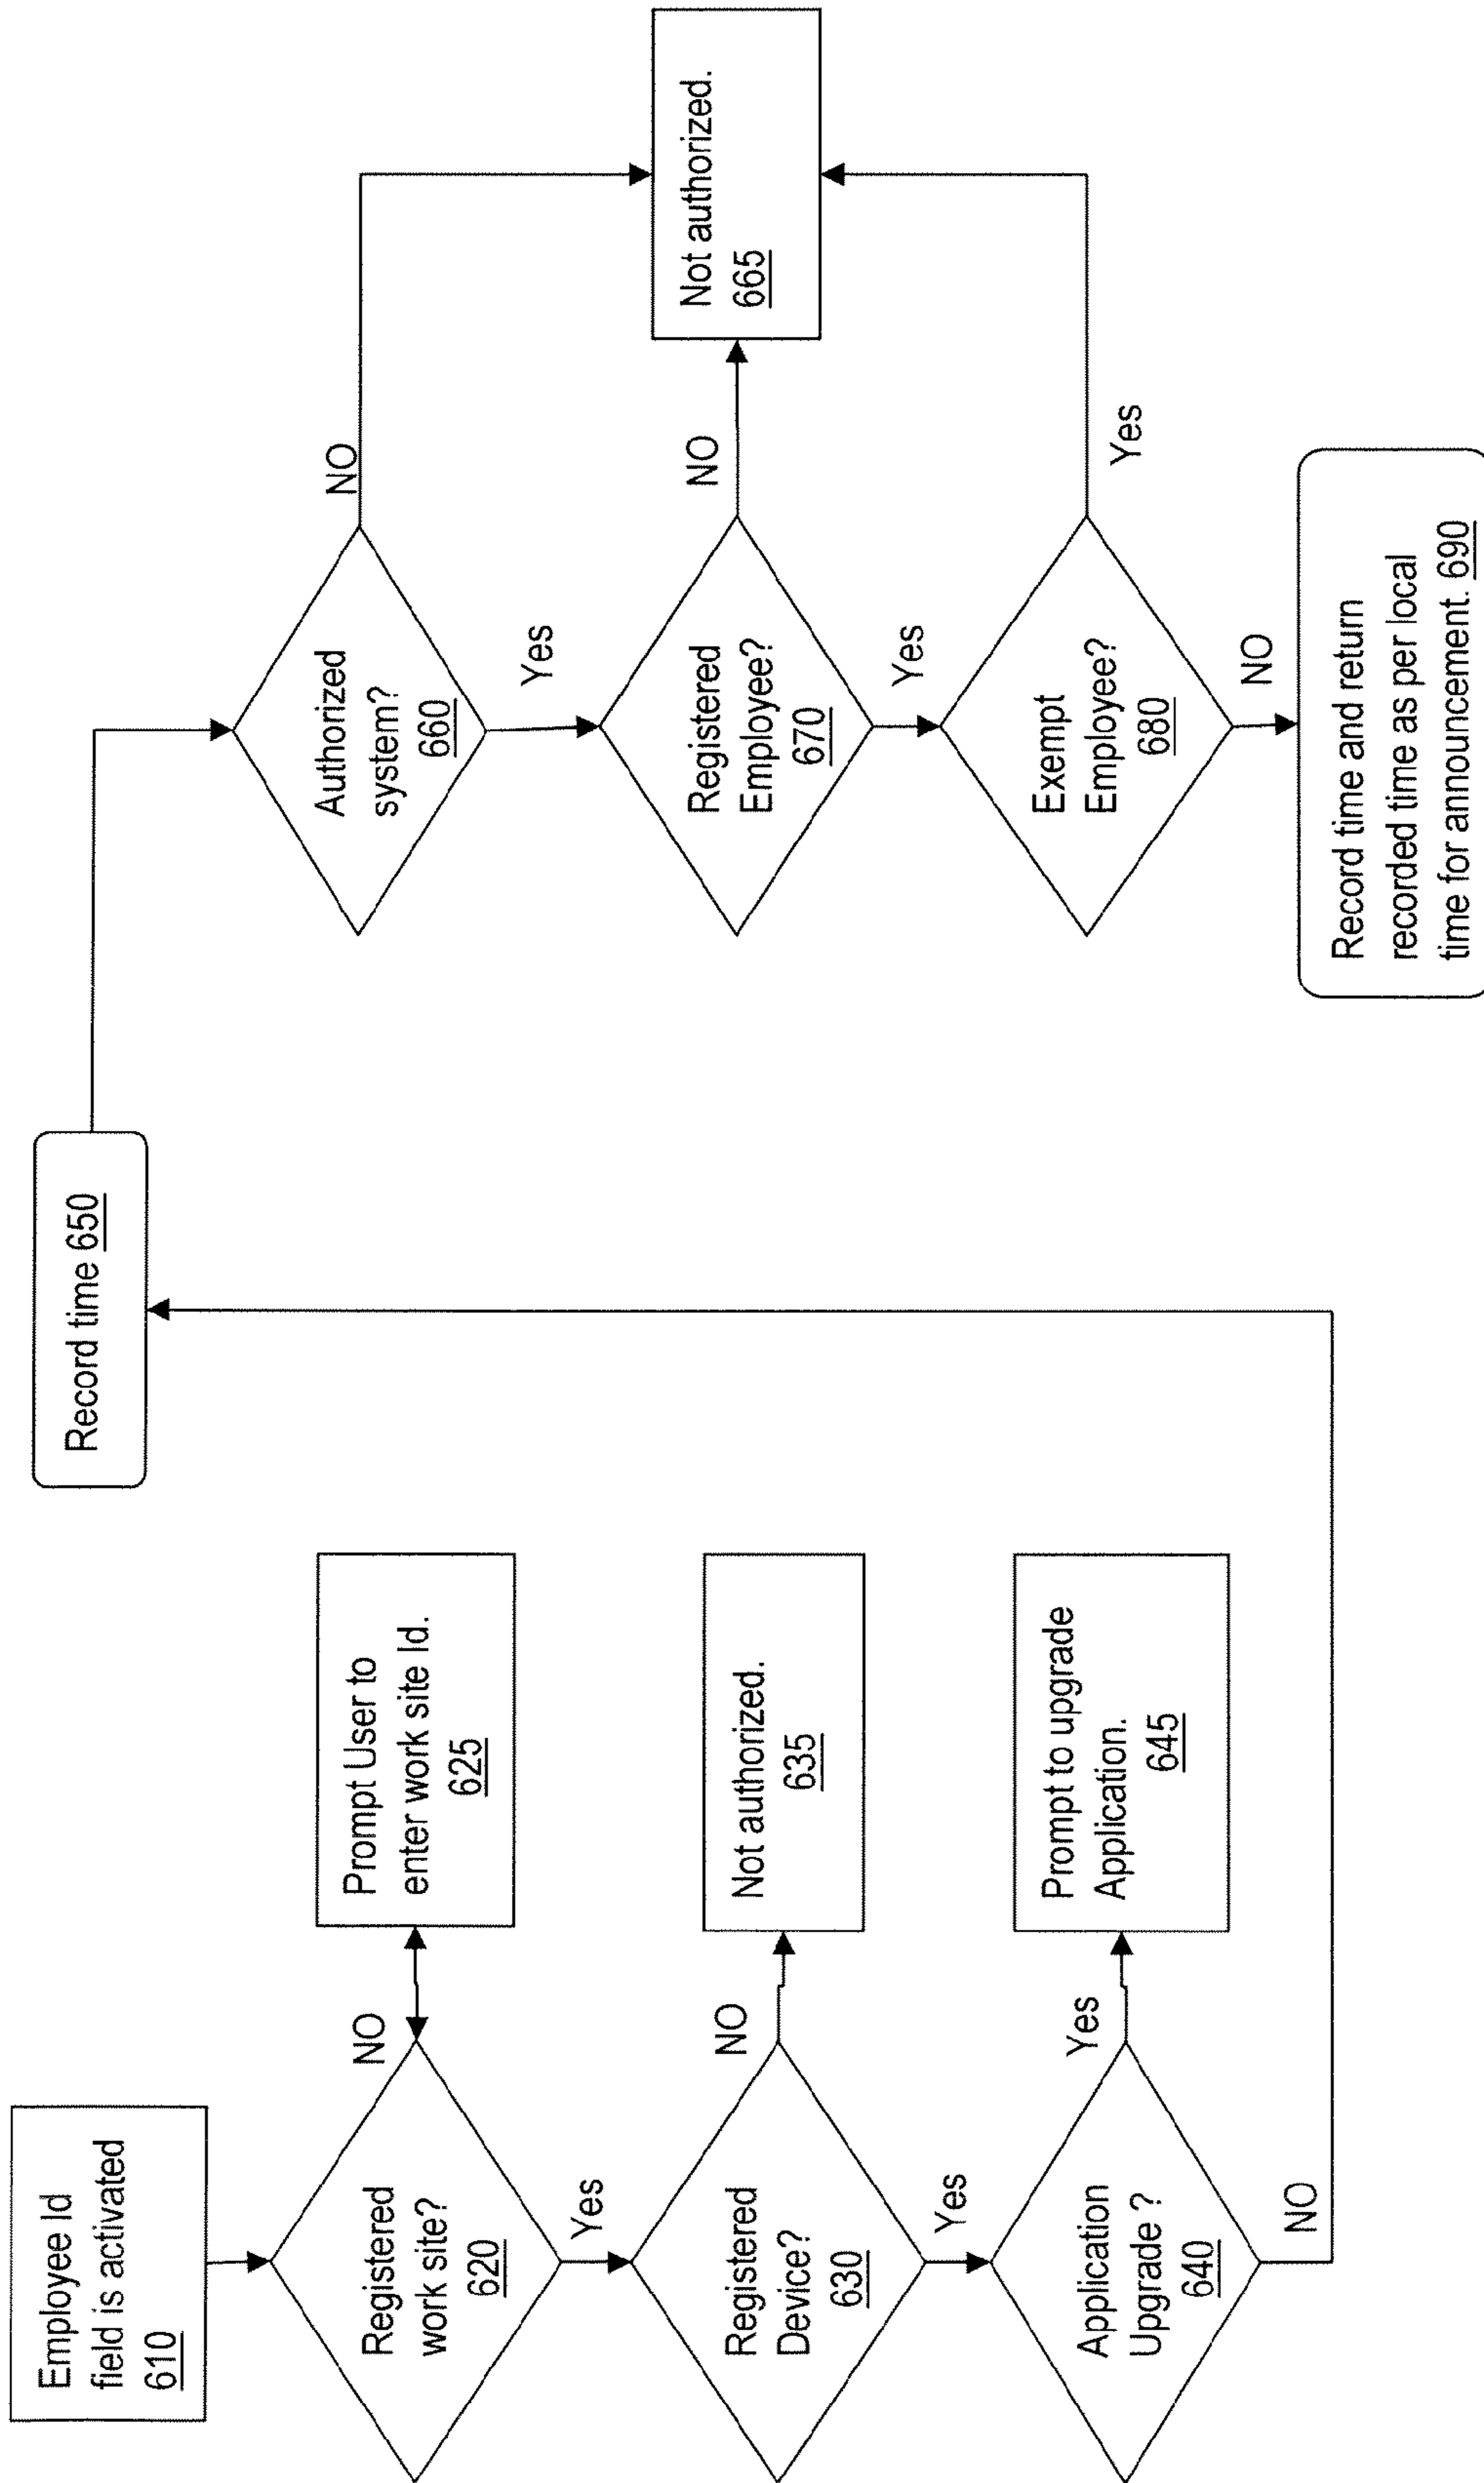 Employee Id
field is activated
610
Registered
work site?
620
NO
Prompt User to
enter work site Id.
625
Yes
Registered
Device?
630
NO
Not authorized.
635
Yes
Application
Upgrade ?
640
Yes
Prompt to upgrade
Application.
645
NO
Record time 650
Authorized
system?
660
NO
Not authorized.
665
Yes
Registered
Employee?
670
NO
Yes
Exempt
Employee?
680
Yes
NO
Record time and return
recorded time as per local
time for announcement. 690